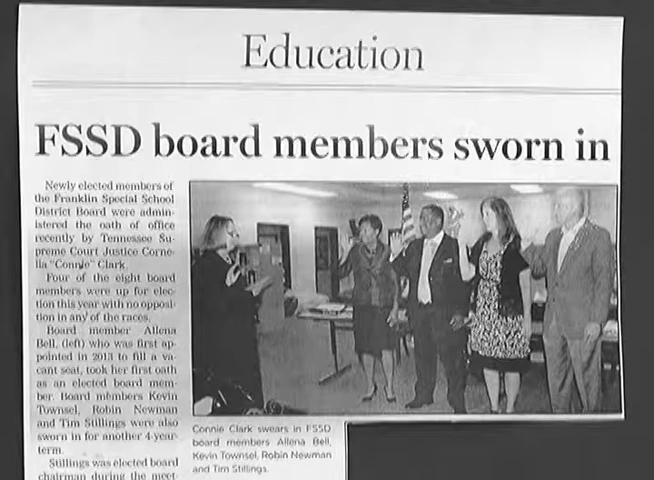 Education
FSSD board members sworn in
Newly elected members of
the Franklin Special School
District Board were admin-
istered the oath of office
recently by Tennessee Su-
preme Court Justice Corne-
lia "Connie" Clark.
Four of the eight board
members were up for elec-
tion this year with no opposi-
tion in any of the races.
Board member Allena
Bell, (left) who was first ap-
pointed in 2013 to fill a va-
cant seat, took her first oath
as an elected board mem-
ber. Board members Kevin
Townsel, Robin Newman
and Tim Stillings were also
sworn in for another 4-year-
term.
Stillings was elected board
chairman during the meet-
Connie Clark swears in FSSD
board members Allena Bell,
Kevin Townsel, Robin Newman
and Tim Stillings.